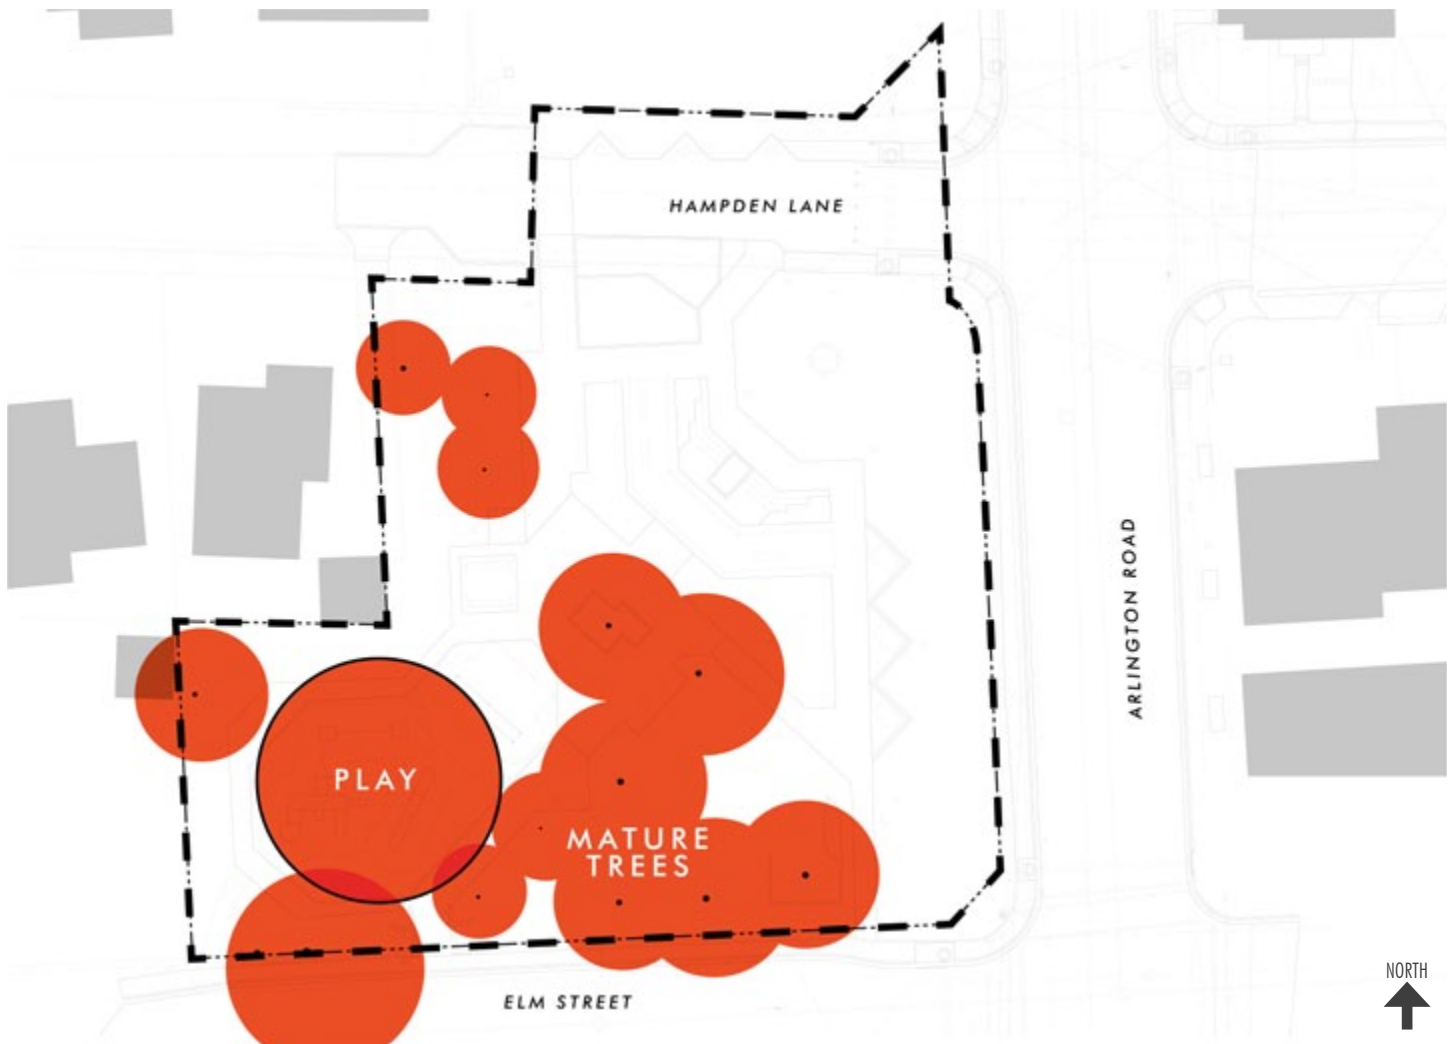 HAMPDEN LANE
ARLINGTON ROAD
PLAY
MATURE
TREES
ELM STREET
NORTH